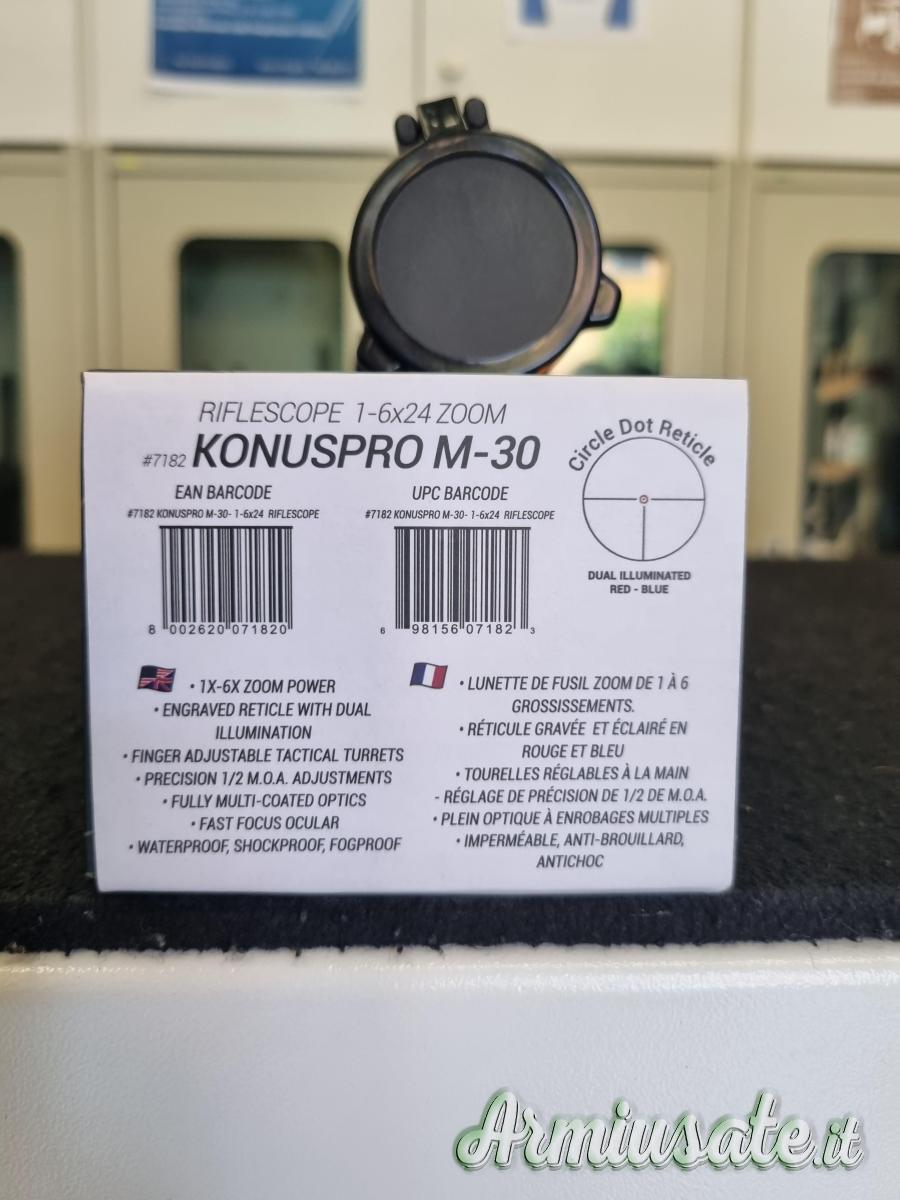 RIFLESCOPE 1-6x24 ZOOM
#7182 KONUSPRO M-30
Circle Dot Reticle
EAN BARCODE
#7182 KONUSPRO M-30- 1-6x24 RIFLESCOPE
8 002620 071820
UPC BARCODE
#7182 KONUSPRO M-30- 1-6x24 RIFLESCOPE
6 98156 07182 3
DUAL ILLUMINATED
RED - BLUE
• 1X-6X ZOOM POWER
• ENGRAVED RETICLE WITH DUAL
ILLUMINATION
• FINGER ADJUSTABLE TACTICAL TURRETS
• PRECISION 1/2 M.O.A. ADJUSTMENTS
• FULLY MULTI-COATED OPTICS
• FAST FOCUS OCULAR
• WATERPROOF, SHOCKPROOF, FOGPROOF
• LUNETTE DE FUSIL ZOOM DE 1 À 6
GROSSISSEMENTS.
• RÉTICULE GRAVÉE ET ÉCLAIRÉ EN
ROUGE ET BLEU
• TOURELLES RÉGLABLES À LA MAIN
- RÉGLAGE DE PRÉCISION DE 1/2 DE M.O.A.
• PLEIN OPTIQUE À ENROBAGES MULTIPLES
• IMPERMÉABLE, ANTI-BROUILLARD,
ANTICHOC
Armiusate.it